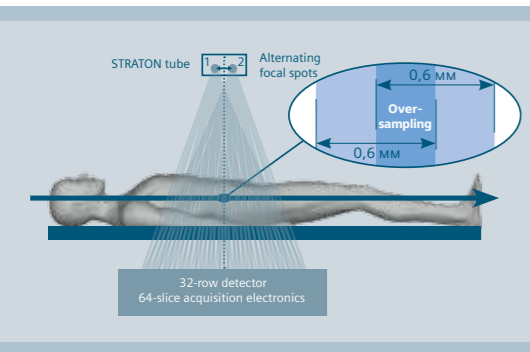 STRATON tube
1 2
Alternating
focal spots
0,6 мм
Over-
sampling
0,6 мм
32-row detector
64-slice acquisition electronics